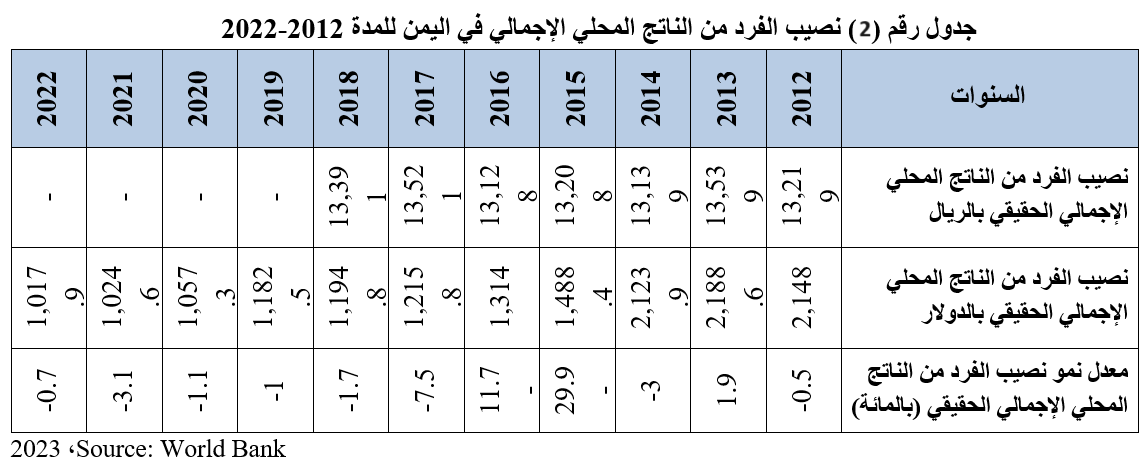 جدول رقم (2) نصيب الفرد من الناتج المحلي الإجمالي في اليمن للمدة 2012-2022
السنوات 2012 2013 2014 2015 2016 2017 2018 2019 2020 2021 2022
نصيب الفرد من الناتج المحلي الإجمالي الحقيقي بالريال 13,219 13,539 13,139 13,208 13,128 13,521 13,391 - - - -
نصيب الفرد من الناتج المحلي الإجمالي الحقيقي بالدولار 2,148 2,188.6 2,123.9 1,488.4 1,314 1,215.8 1,194.8 1,182.5 1,057.3 1,024.6 1,017.9
معدل نمو نصيب الفرد من الناتج المحلي الإجمالي الحقيقي (بالمائة) -0.5 1.9 -3 -29.9 -11.7 -7.5 -1.7 -1 -1.1 -3.1 -0.7
Source: World Bank، 2023